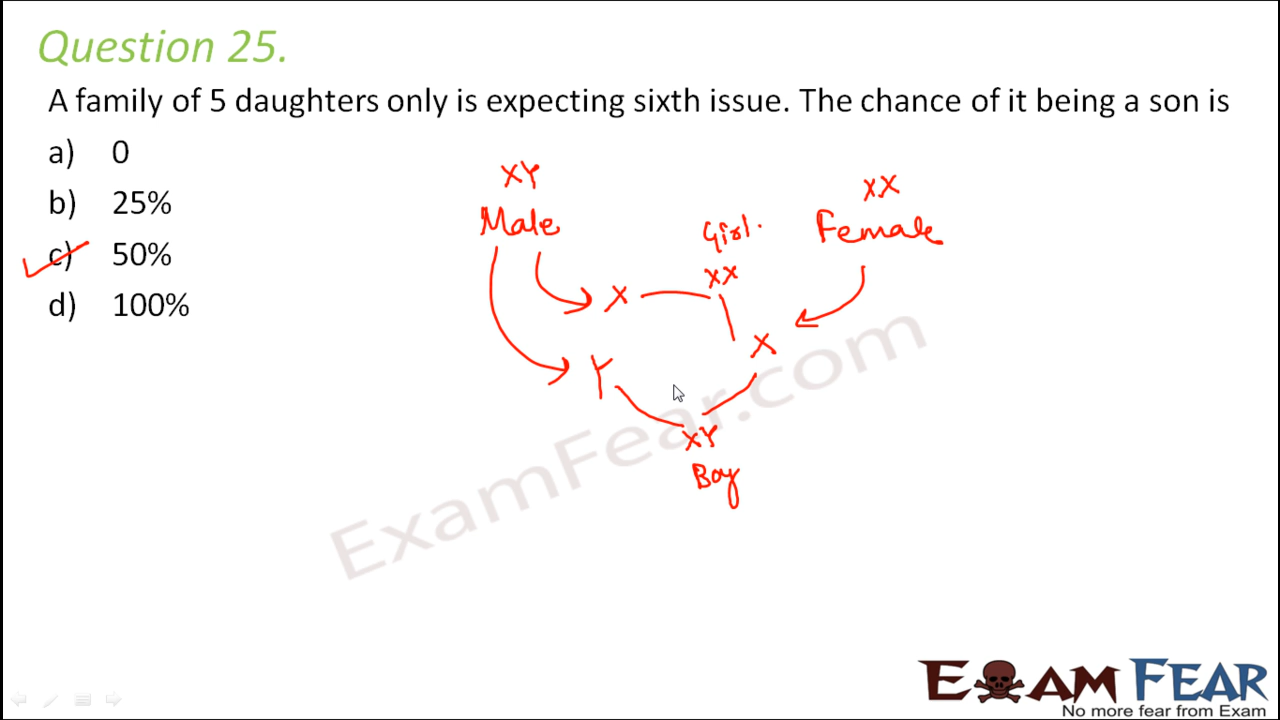 Question 25.
A family of 5 daughters only is expecting sixth issue. The chance of it being a son is
a) 0
b) 25%
c) 50%
d) 100%
XY
Male
XX
Female
Girl.
XX
X
X
Y
XY
Boy
ExamFear.com
EXAM FEAR
No more fear from Exam